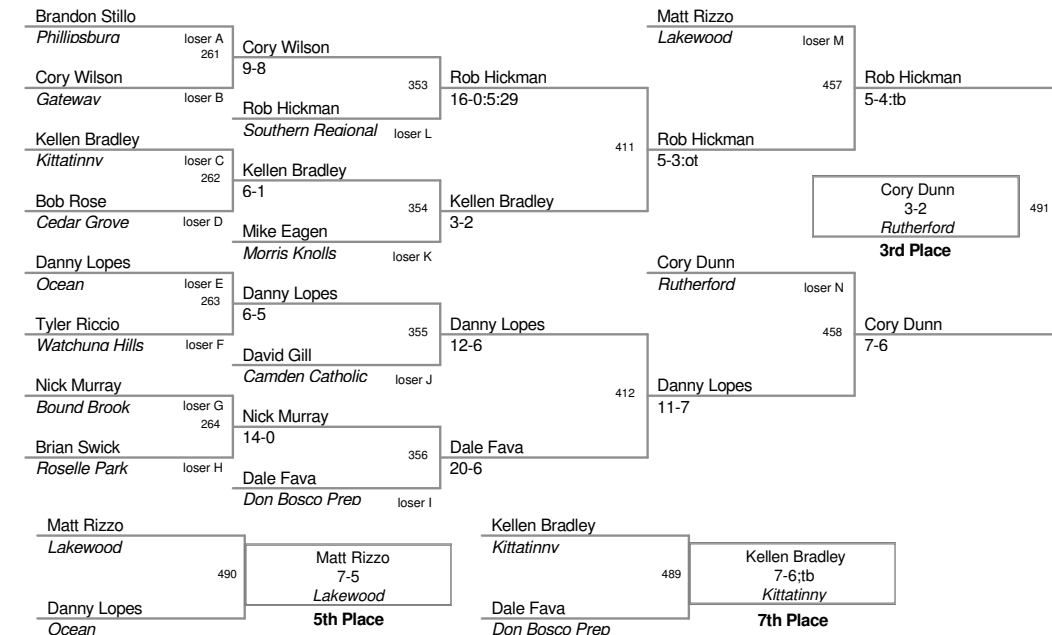 Brandon Stillo
Phillipsburg
loser A
261
Cory Wilson
Gateway
loser B
Cory Wilson
9-8
353
Rob Hickman
Southern Regional
loser L
Rob Hickman
16-0:5:29
Kellen Bradley
Kittatinny
loser C
262
Bob Rose
Cedar Grove
loser D
Kellen Bradley
6-1
354
Mike Eagen
Morris Knolls
loser K
Kellen Bradley
3-2
411
Rob Hickman
5-3:ot
Matt Rizzo
Lakewood
loser M
457
Rob Hickman
5-4:tb
Cory Dunn
3-2
Rutherford
491
3rd Place
Danny Lopes
Ocean
loser E
263
Tyler Riccio
Watchung Hills
loser F
Danny Lopes
6-5
355
David Gill
Camden Catholic
loser J
Danny Lopes
12-6
Nick Murray
Bound Brook
loser G
264
Brian Swick
Roselle Park
loser H
Nick Murray
14-0
356
Dale Fava
Don Bosco Prep
loser I
Dale Fava
20-6
412
Danny Lopes
11-7
Cory Dunn
Rutherford
loser N
458
Cory Dunn
7-6
Matt Rizzo
Lakewood
490
Danny Lopes
Ocean
Matt Rizzo
7-5
Lakewood
5th Place
Kellen Bradley
Kittatinny
489
Dale Fava
Don Bosco Prep
Kellen Bradley
7-6;tb
Kittatinny
7th Place